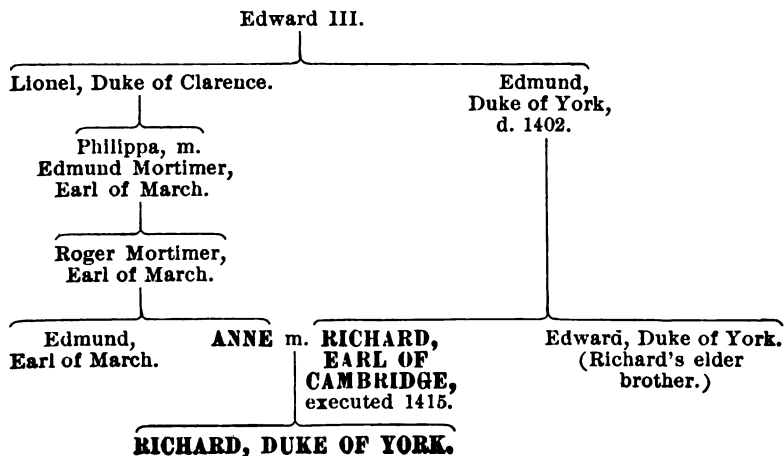 Edward III.
Lionel, Duke of Clarence.
Edmund,
Duke of York,
d. 1402.
Philippa, m.
Edmund Mortimer,
Earl of March.
Roger Mortimer,
Earl of March.
Edmund,
Earl of March.
ANNE m. RICHARD,
EARL OF
CAMBRIDGE,
executed 1415.
Edward, Duke of York.
(Richard's elder
brother.)
RICHARD, DUKE OF YORK.